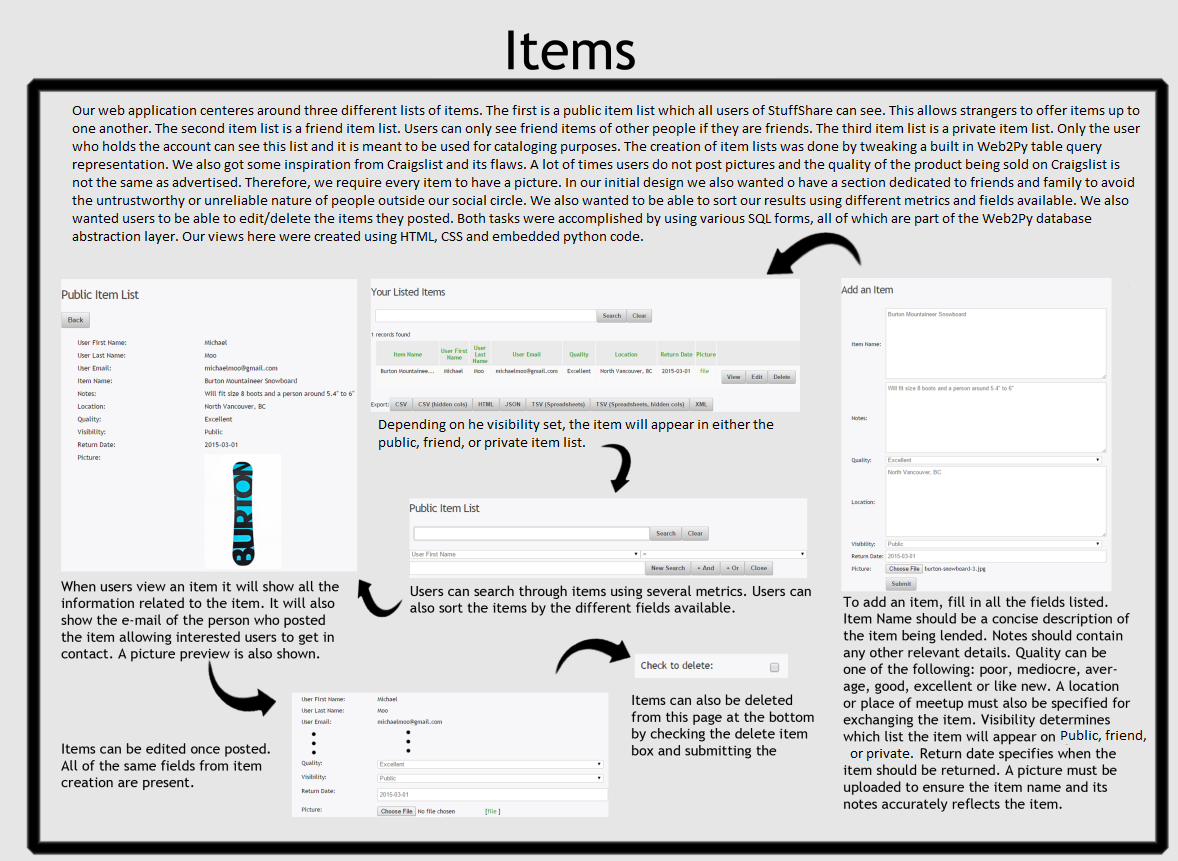 Items
Our web application centeres around three different lists of items. The first is a public item list which all users of StuffShare can see. This allows strangers to offer items up to
one another. The second item list is a friend item list. Users can only see friend items of other people if they are friends. The third item list is a private item list. Only the user
who holds the account can see this list and it is meant to be used for cataloging purposes. The creation of item lists was done by tweaking a built in Web2Py table query
representation. We also got some inspiration from Craigslist and its flaws. A lot of times users do not post pictures and the quality of the product being sold on Craigslist is
not the same as advertised. Therefore, we require every item to have a picture. In our initial design we also wanted o have a section dedicated to friends and family to avoid
the untrustworthy or unreliable nature of people outside our social circle. We also wanted to be able to sort our results using different metrics and fields available. We also
wanted users to be able to edit/delete the items they posted. Both tasks were accomplished by using various SQL forms, all of which are part of the Web2Py database
abstraction layer. Our views here were created using HTML, CSS and embedded python code.
Public Item List
Back
User First Name: Michael
User Last Name: Moo
User Email: michaelmoo@gmail.com
Item Name: Burton Mountaineer Snowboard
Notes: Will fit size 8 boots and a person around 5.4" to 6"
Location: North Vancouver, BC
Quality: Excellent
Visibility: Public
Return Date: 2015-03-01
Picture:
BURTON
When users view an item it will show all the
information related to the item. It will also
show the e-mail of the person who posted
the item allowing interested users to get in
contact. A picture preview is also shown.
Your Listed Items
Search Clear
1 records found
Item Name User First Name User Last Name User Email Quality Location Return Date Picture
Burton Mountainee... Michael Moo michaelmoo@gmail.com Excellent North Vancouver, BC 2015-03-01 file View Edit Delete
Export: CSV CSV (hidden cols) HTML JSON TSV (Spreadsheets) TSV (Spreadsheets, hidden cols) XML
Depending on he visibility set, the item will appear in either the
public, friend, or private item list.
Public Item List
Search Clear
User First Name =
New Search + And + Or Close
Users can search through items using several metrics. Users can
also sort the items by the different fields available.
Add an Item
Item Name: Burton Mountaineer Snowboard
Notes: Will fit size 8 boots and a person around 5.4" to 6"
Quality: Excellent
Location: North Vancouver, BC
Visibility: Public
Return Date: 2015-03-01
Picture: Choose File burton-snowboard-3.jpg
Submit
To add an item, fill in all the fields listed.
Item Name should be a concise description of
the item being lended. Notes should contain
any other relevant details. Quality can be
one of the following: poor, mediocre, aver-
age, good, excellent or like new. A location
or place of meetup must also be specified for
exchanging the item. Visibility determines
which list the item will appear on Public, friend,
or private. Return date specifies when the
item should be returned. A picture must be
uploaded to ensure the item name and its
notes accurately reflects the item.
Items can be edited once posted.
All of the same fields from item
creation are present.
User First Name: Michael
User Last Name: Moo
User Email: michaelmoo@gmail.com
Quality: Excellent
Visibility: Public
Return Date: 2015-03-01
Picture: Choose File No file chosen [file]
Check to delete:
Items can also be deleted
from this page at the bottom
by checking the delete item
box and submitting the